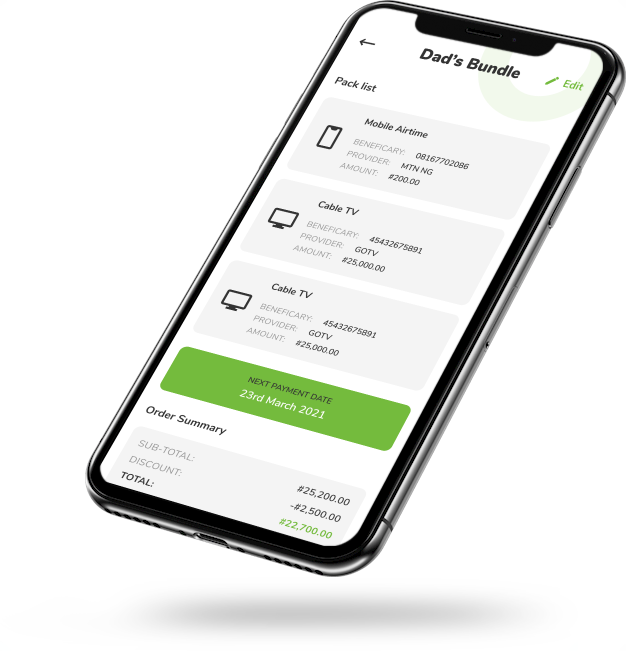 Dad's Bundle
Edit
Pack list
Mobile Airtime
BENEFICARY: 08167702086
PROVIDER: MTN NG
AMOUNT: #200.00
Cable TV
BENEFICARY: 45432675891
PROVIDER: GOTV
AMOUNT: #25,000.00
Cable TV
BENEFICARY: 45432675891
PROVIDER: GOTV
AMOUNT: #25,000.00
NEXT PAYMENT DATE
23rd March 2021
Order Summary
SUB-TOTAL: #25,200.00
DISCOUNT: -#2,500.00
TOTAL: #22,700.00